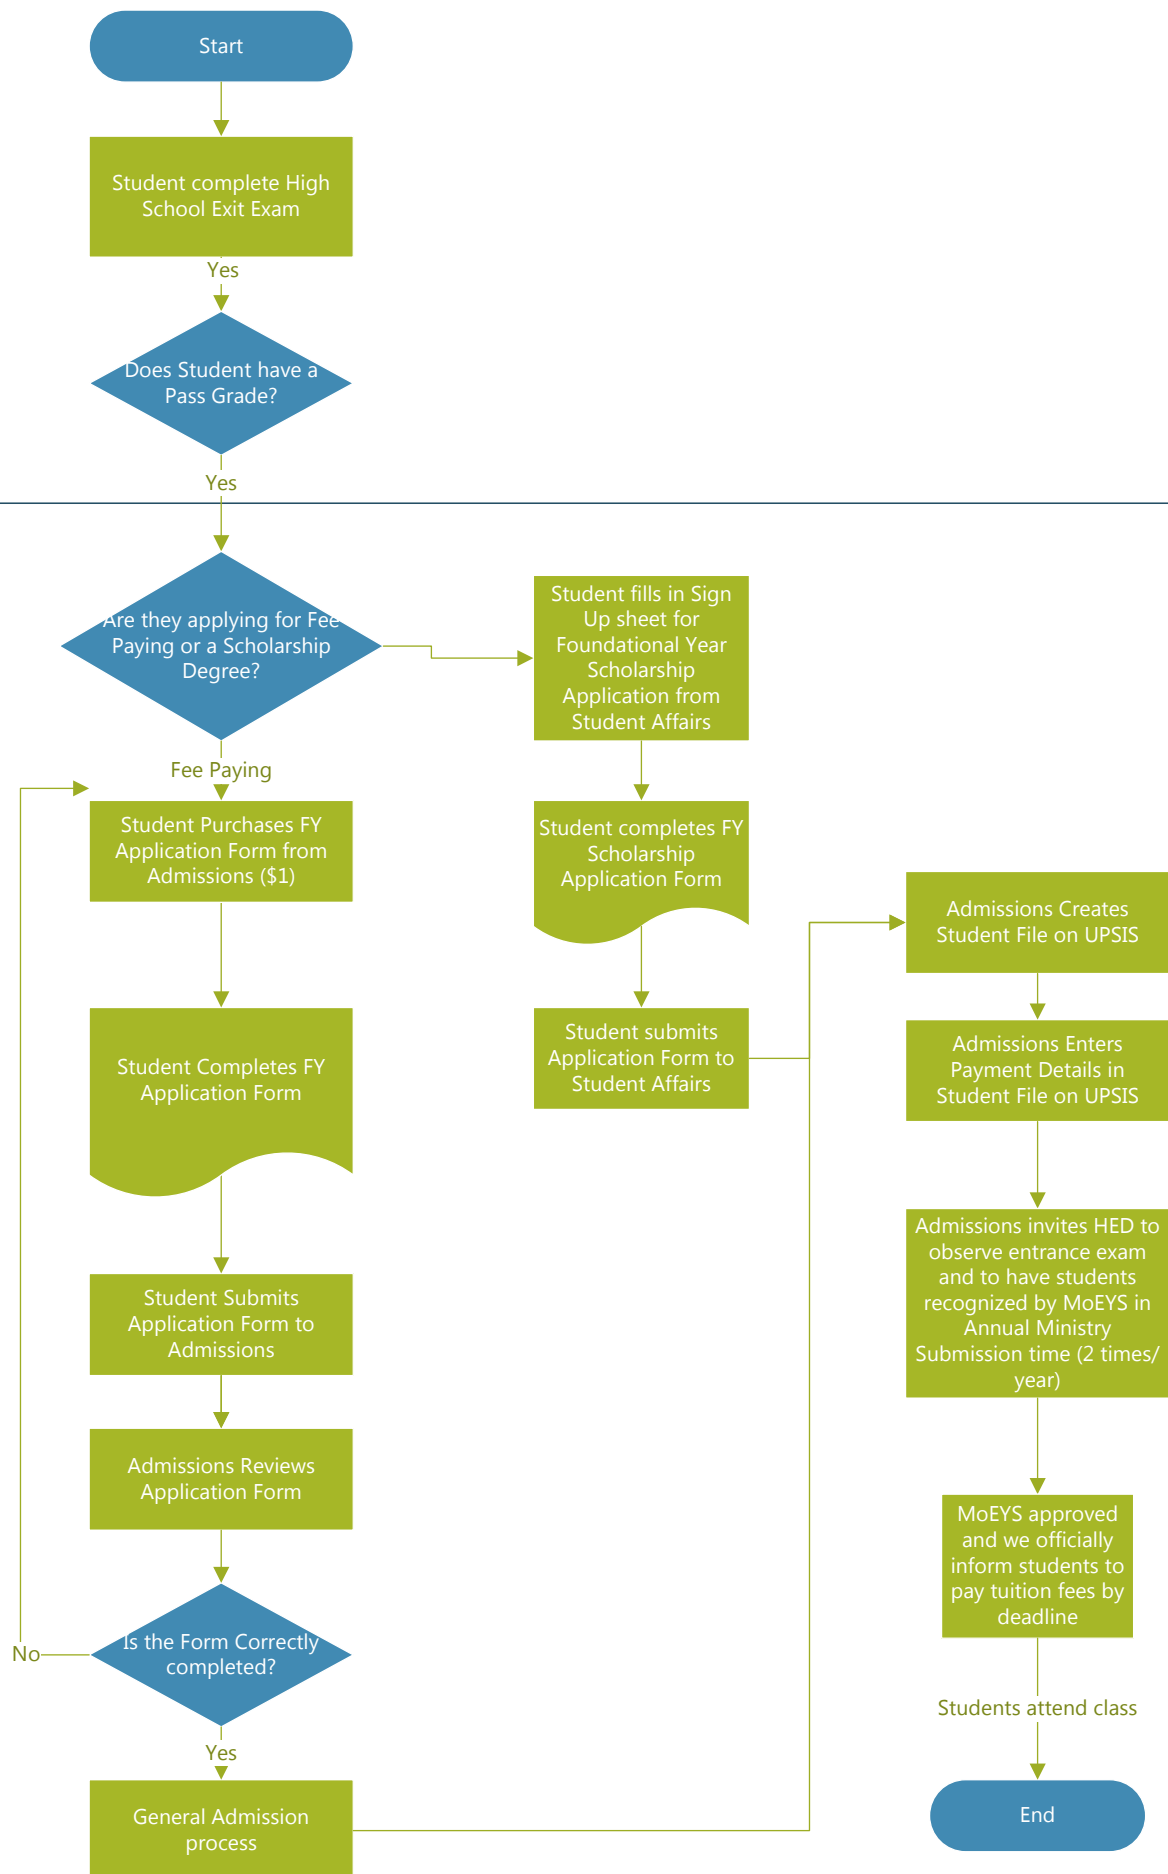 Start
Student complete High
School Exit Exam
Yes
Does Student have a
Pass Grade?
Yes
Are they applying for Fee
Paying or a Scholarship
Degree?
Fee Paying
Student Purchases FY
Application Form from
Admissions ($1)
Student Completes FY
Application Form
Student Submits
Application Form to
Admissions
Admissions Reviews
Application Form
Is the Form Correctly
completed?
No
Yes
General Admission
process
Student fills in Sign
Up sheet for
Foundational Year
Scholarship
Application from
Student Affairs
Student completes FY
Scholarship
Application Form
Student submits
Application Form to
Student Affairs
Admissions Creates
Student File on UPSIS
Admissions Enters
Payment Details in
Student File on UPSIS
Admissions invites HED to
observe entrance exam
and to have students
recognized by MoEYS in
Annual Ministry
Submission time (2 times/
year)
MoEYS approved
and we officially
inform students to
pay tuition fees by
deadline
Students attend class
End